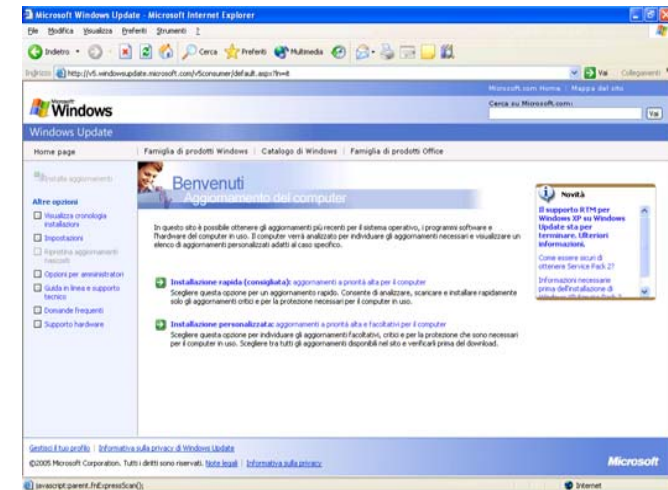 Microsoft Windows Update - Microsoft Internet Explorer
File Modifica Visualizza Preferiti Strumenti ?
Indietro Cerca Preferiti Multimedia
Indirizzo http://v5.windowsupdate.microsoft.com/v5consumer/default.aspx?ln=it Vai Collegamenti
Microsoft.com Home | Mappa del sito
Microsoft
Windows
Cerca su Microsoft.com:
Vai
Windows Update
Home page | Famiglia di prodotti Windows | Catalogo di Windows | Famiglia di prodotti Office
Installa aggiornamenti
Altre opzioni
Visualizza cronologia
installazioni
Impostazioni
Ripristina aggiornamenti
nascosti
Opzioni per amministratori
Guida in linea e supporto
tecnico
Domande frequenti
Supporto hardware
Benvenuti
Aggiornamento del computer
In questo sito è possibile ottenere gli aggiornamenti più recenti per il sistema operativo, i programmi software e
l'hardware del computer in uso. Il computer verrà analizzato per individuare gli aggiornamenti necessari e visualizzare un
elenco di aggiornamenti personalizzati adatti al caso specifico.
Installazione rapida (consigliata): aggiornamenti a priorità alta per il computer
Scegliere questa opzione per un aggiornamento rapido. Consente di analizzare, scaricare e installare rapidamente
solo gli aggiornamenti critici e per la protezione necessari per il computer in uso.
Installazione personalizzata: aggiornamenti a priorità alta e facoltativi per il computer
Scegliere questa opzione per individuare gli aggiornamenti facoltativi, critici e per la protezione che sono necessari
per il computer in uso. Scegliere tra tutti gli aggiornamenti disponibili nel sito e verificarli prima del download.
Novità
Il supporto RTM per
Windows XP su Windows
Update sta per
terminare. Ulteriori
informazioni.
Come essere sicuri di
ottenere Service Pack 2?
Informazioni necessarie
prima dell'installazione di
Gestisci il tuo profilo | Informativa sulla privacy di Windows Update
©2005 Microsoft Corporation. Tutti i diritti sono riservati. Note legali | Informativa sulla privacy
Microsoft
javascript:parent.fnExpressScan(); Internet